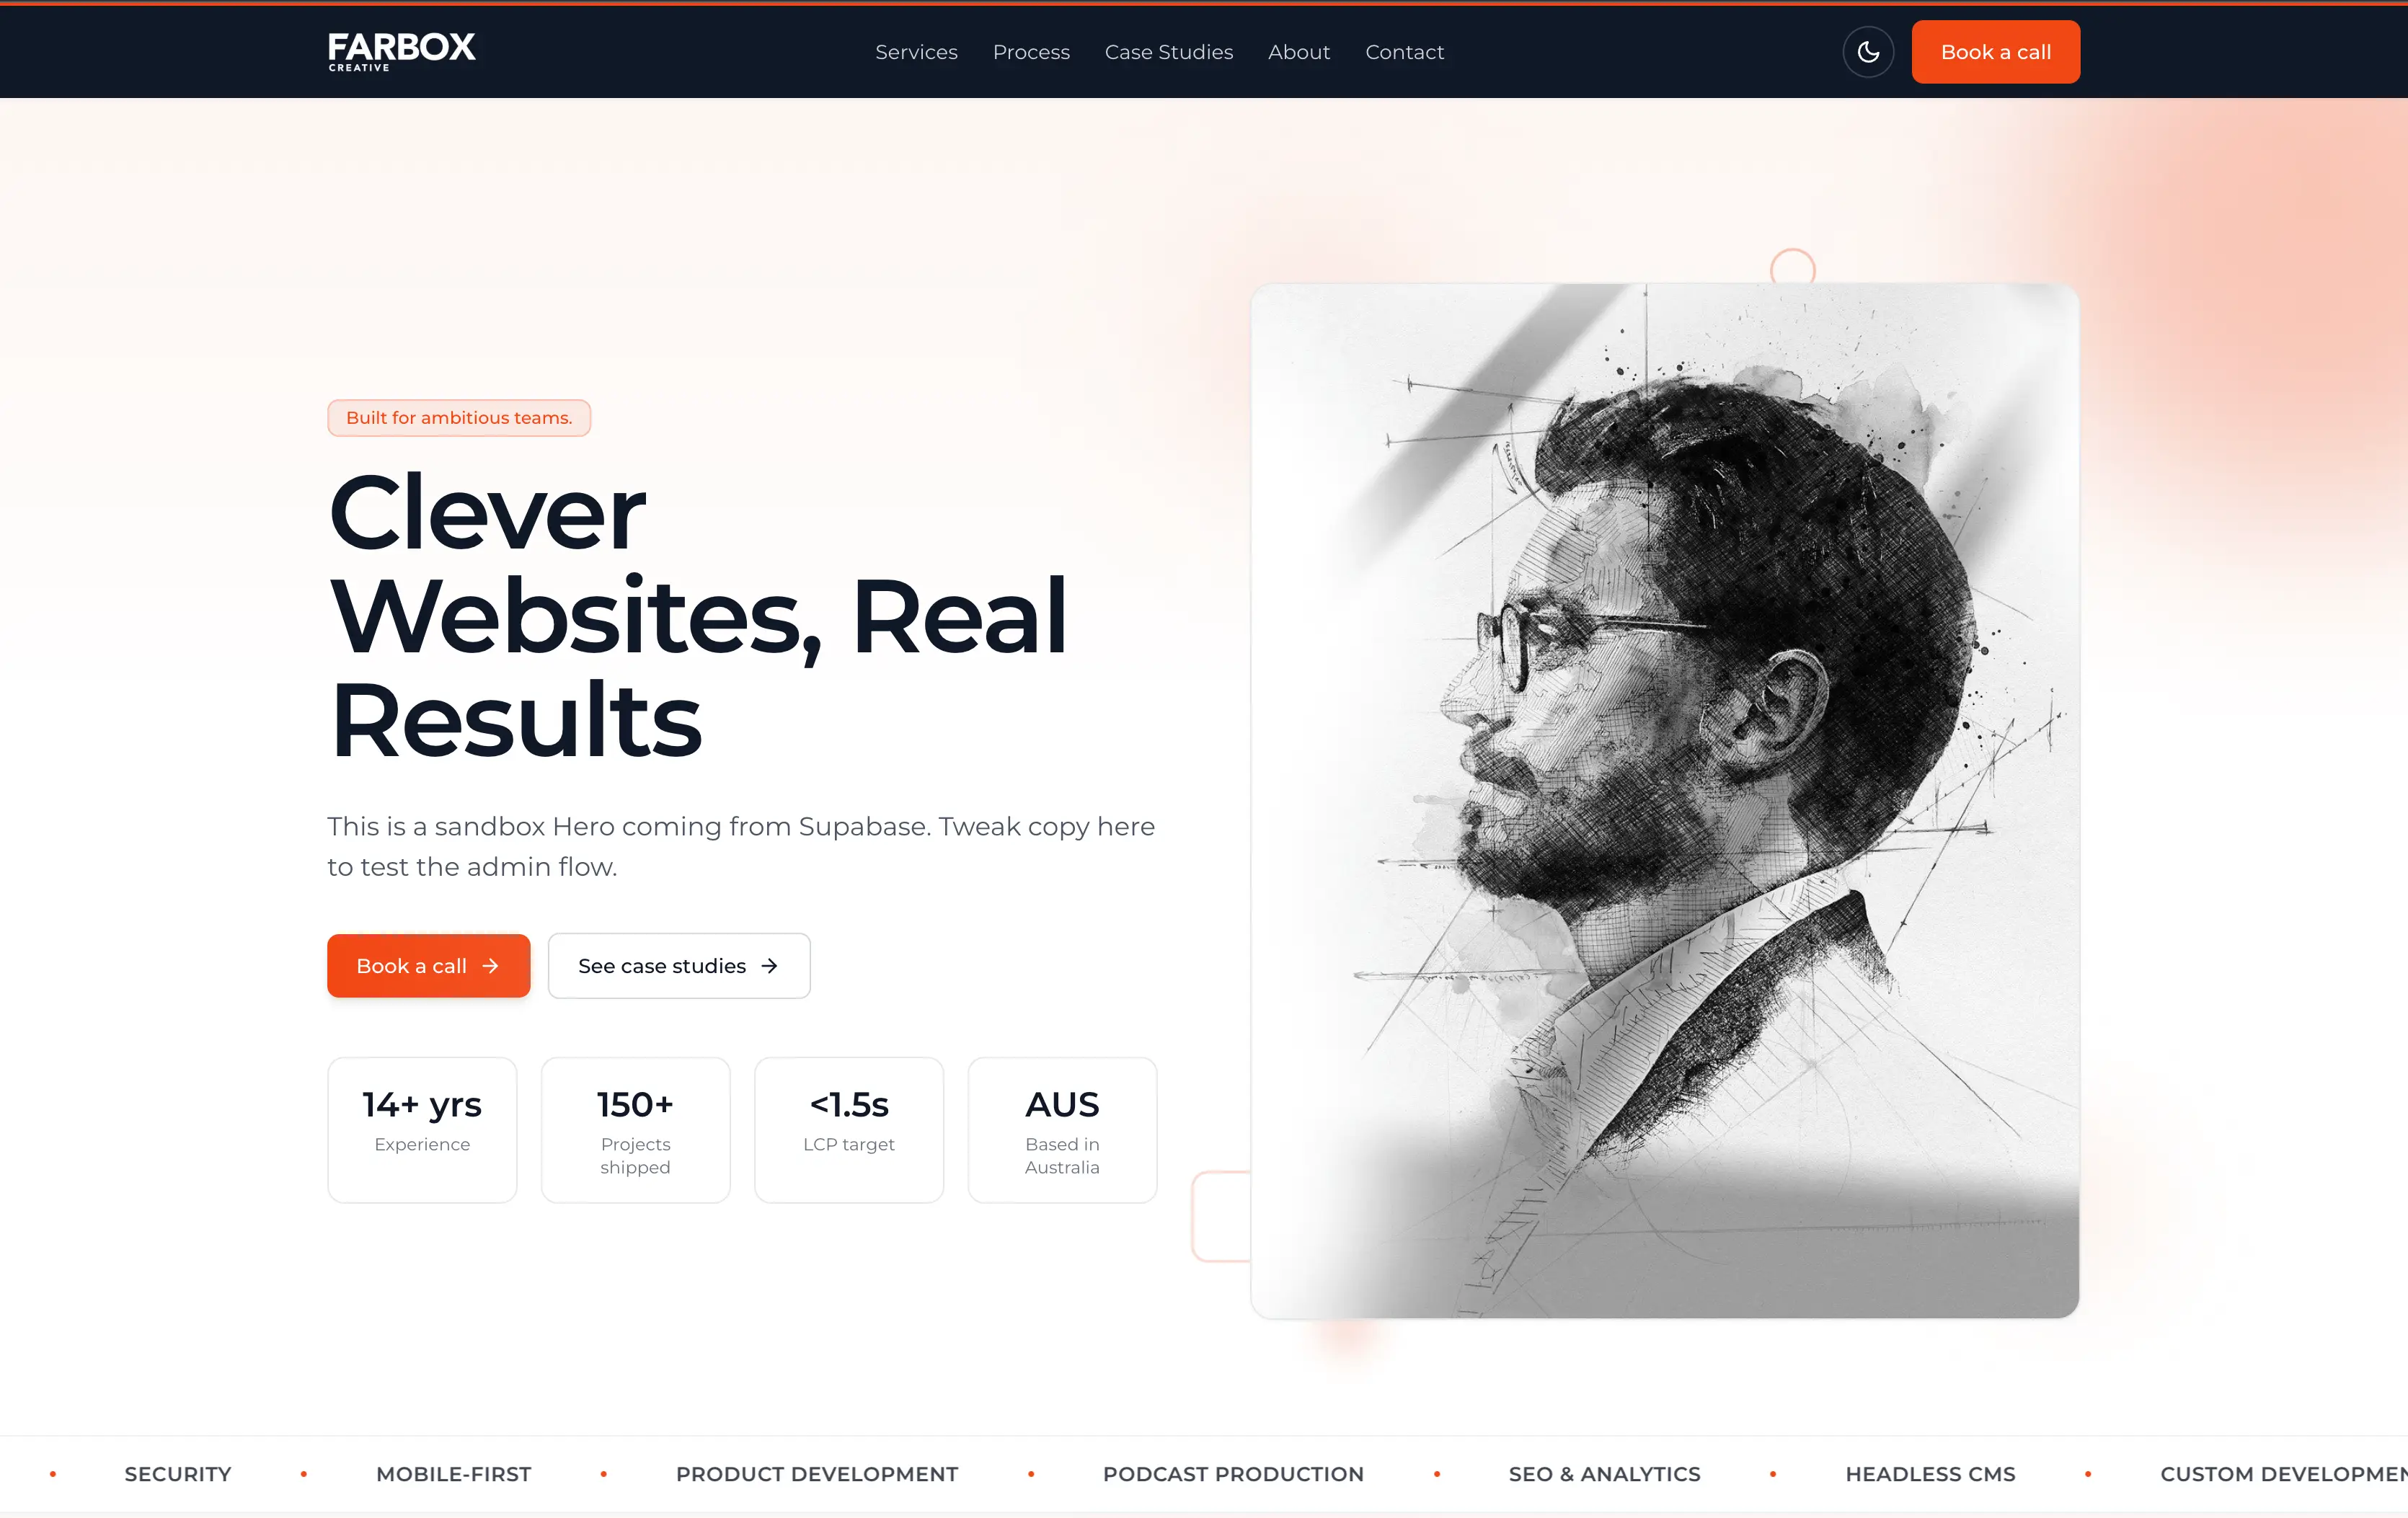 FARBOX
CREATIVE
Services
Process
Case Studies
About
Contact
Book a call
Built for ambitious teams.
Clever
Websites, Real
Results
This is a sandbox Hero coming from Supabase. Tweak copy here
to test the admin flow.
Book a call →
See case studies →
14+ yrs
Experience
150+
Projects
shipped
<1.5s
LCP target
AUS
Based in
Australia
• SECURITY • MOBILE-FIRST • PRODUCT DEVELOPMENT • PODCAST PRODUCTION • SEO & ANALYTICS • HEADLESS CMS • CUSTOM DEVELOPMEN